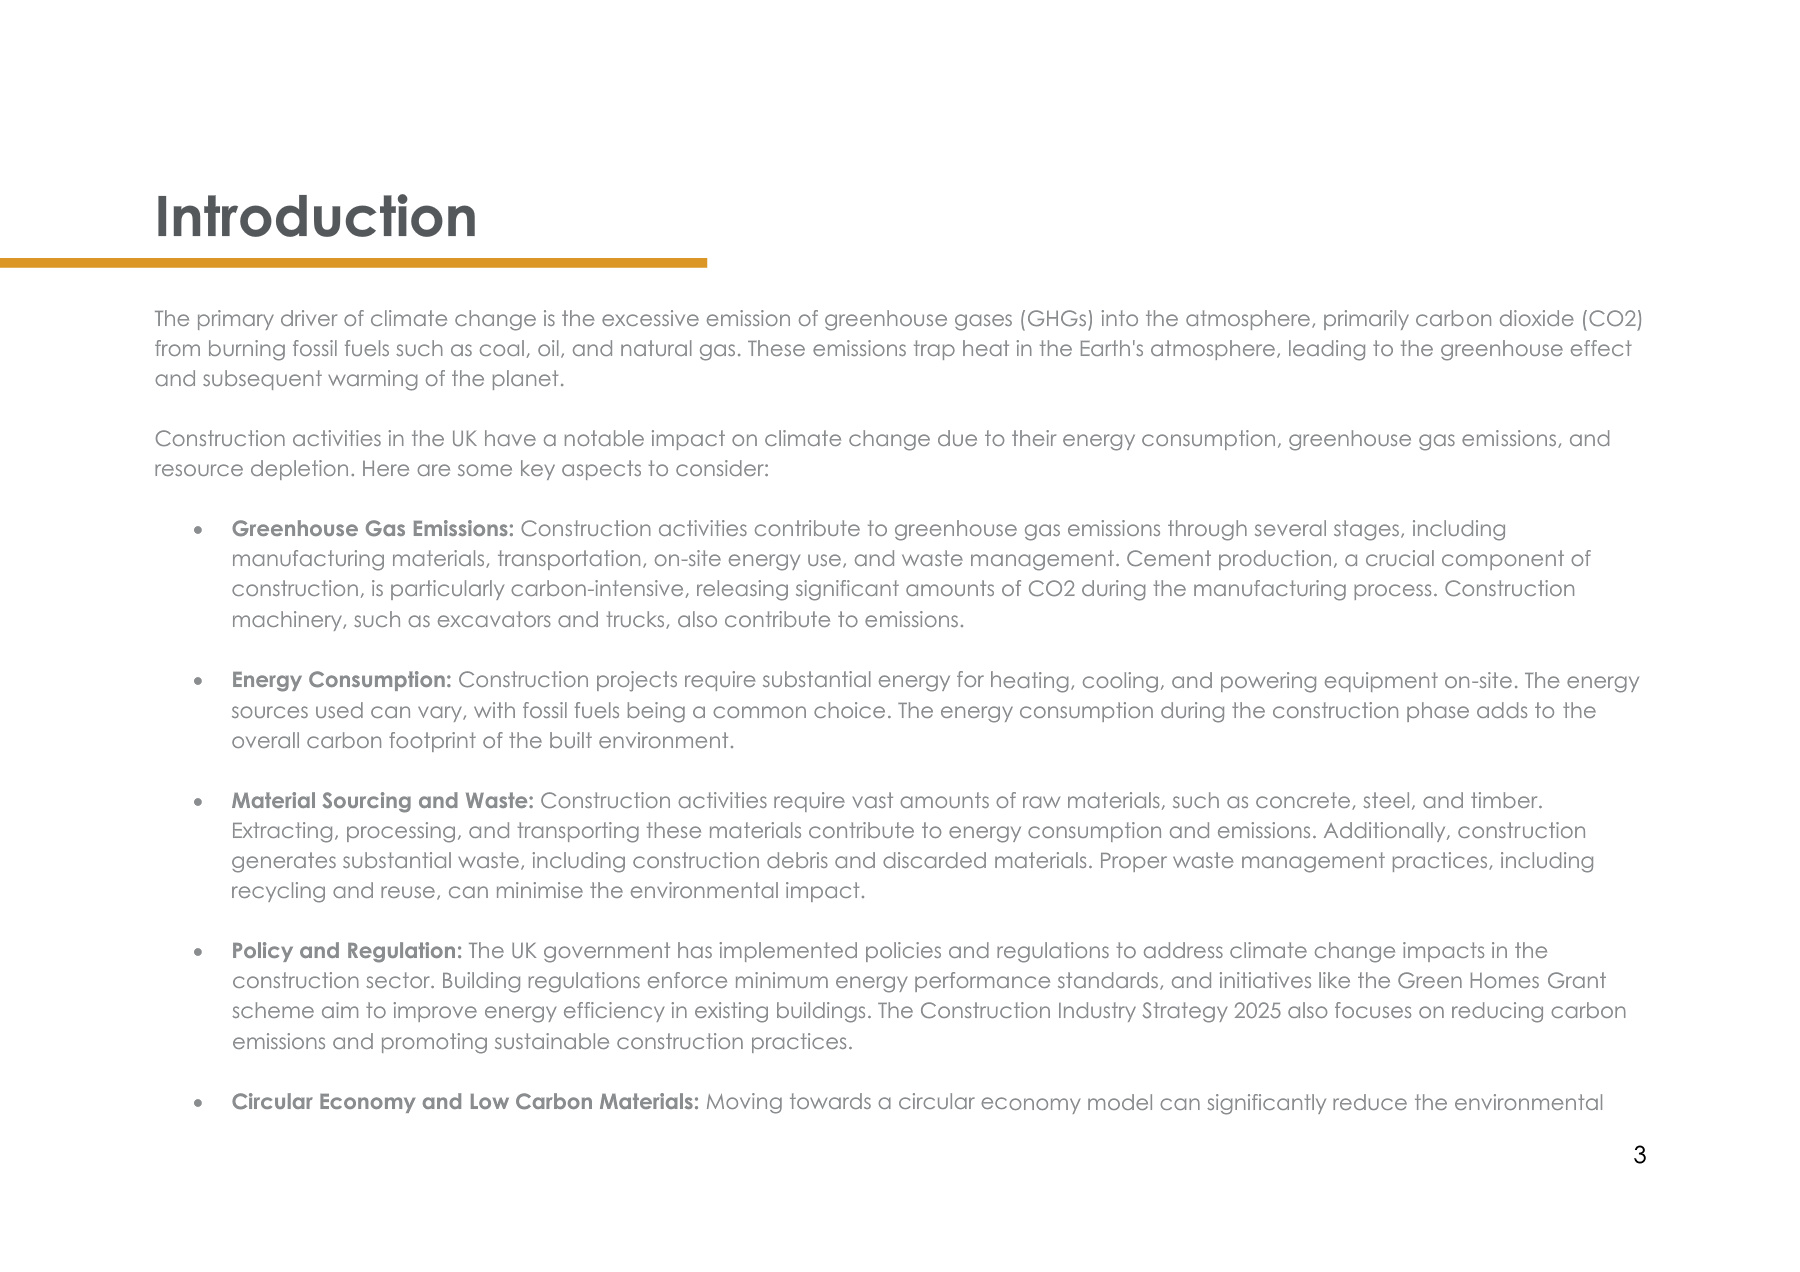 Introduction
The primary driver of climate change is the excessive emission of greenhouse gases (GHGs) into the atmosphere, primarily carbon dioxide (CO2)
from burning fossil fuels such as coal, oil, and natural gas. These emissions trap heat in the Earth's atmosphere, leading to the greenhouse effect
and subsequent warming of the planet.
Construction activities in the UK have a notable impact on climate change due to their energy consumption, greenhouse gas emissions, and
resource depletion. Here are some key aspects to consider:
• Greenhouse Gas Emissions: Construction activities contribute to greenhouse gas emissions through several stages, including
manufacturing materials, transportation, on-site energy use, and waste management. Cement production, a crucial component of
construction, is particularly carbon-intensive, releasing significant amounts of CO2 during the manufacturing process. Construction
machinery, such as excavators and trucks, also contribute to emissions.
• Energy Consumption: Construction projects require substantial energy for heating, cooling, and powering equipment on-site. The energy
sources used can vary, with fossil fuels being a common choice. The energy consumption during the construction phase adds to the
overall carbon footprint of the built environment.
• Material Sourcing and Waste: Construction activities require vast amounts of raw materials, such as concrete, steel, and timber.
Extracting, processing, and transporting these materials contribute to energy consumption and emissions. Additionally, construction
generates substantial waste, including construction debris and discarded materials. Proper waste management practices, including
recycling and reuse, can minimise the environmental impact.
• Policy and Regulation: The UK government has implemented policies and regulations to address climate change impacts in the
construction sector. Building regulations enforce minimum energy performance standards, and initiatives like the Green Homes Grant
scheme aim to improve energy efficiency in existing buildings. The Construction Industry Strategy 2025 also focuses on reducing carbon
emissions and promoting sustainable construction practices.
• Circular Economy and Low Carbon Materials: Moving towards a circular economy model can significantly reduce the environmental
3